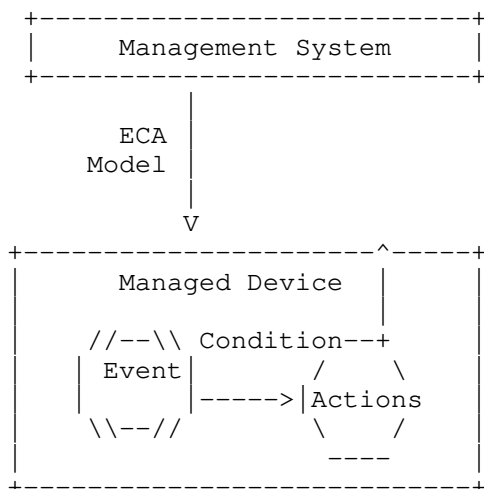 Management System
ECA
Model
Managed Device
Condition
Event
Actions